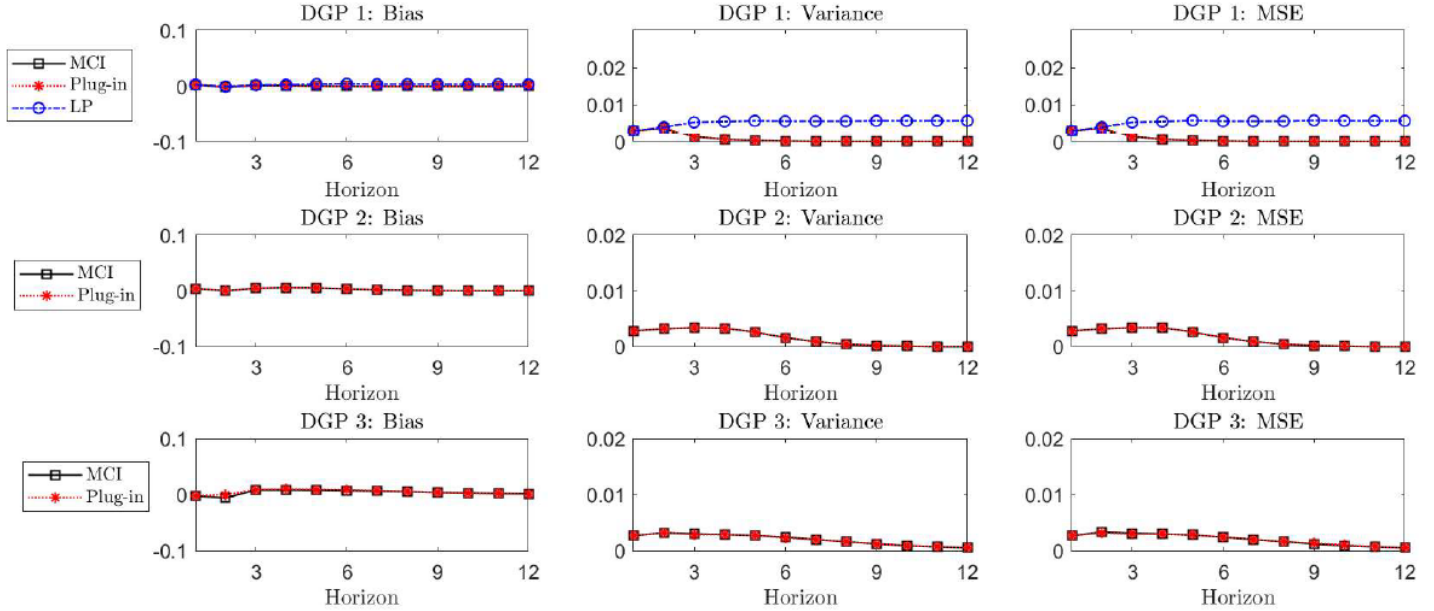 DGP 1: Bias
DGP 1: Variance
DGP 1: MSE
MCI
Plug-in
LP
0.1
0
-0.1
3 6 9 12
Horizon
0.02
0.01
0
3 6 9 12
Horizon
0.02
0.01
0
3 6 9 12
Horizon
DGP 2: Bias
DGP 2: Variance
DGP 2: MSE
MCI
Plug-in
0.1
0
-0.1
3 6 9 12
Horizon
0.02
0.01
0
3 6 9 12
Horizon
0.02
0.01
0
3 6 9 12
Horizon
DGP 3: Bias
DGP 3: Variance
DGP 3: MSE
MCI
Plug-in
0.1
0
-0.1
3 6 9 12
Horizon
0.02
0.01
0
3 6 9 12
Horizon
0.02
0.01
0
3 6 9 12
Horizon